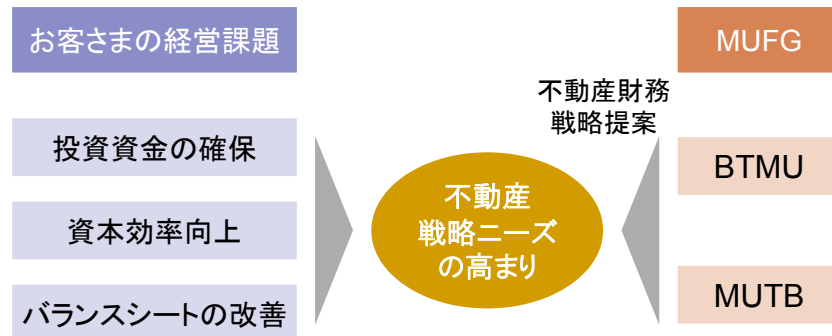 お客さまの経営課題
投資資金の確保
資本効率向上
バランスシートの改善
不動産
戦略ニーズ
の高まり
不動産財務
戦略提案
MUFG
BTMU
MUTB